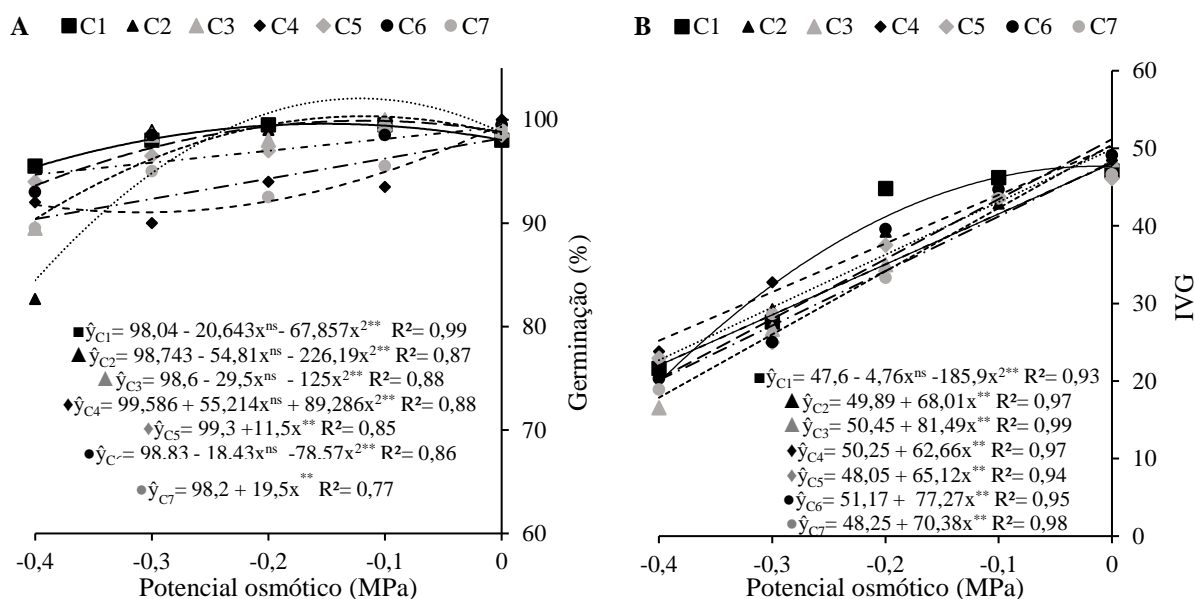 A ■ C1 ▲ C2 ▲ C3 ◆ C4 ◆ C5 ● C6 ● C7
100
90
80
70
60
Germinação (%)
■ŷC1= 98,04 - 20,643xⁿˢ- 67,857x²** R²= 0,99
▲ŷC2= 98,743 - 54,81xⁿˢ - 226,19x²** R²= 0,87
▲ŷC3= 98,6 - 29,5xⁿˢ - 125x²** R²= 0,88
◆ŷC4= 99,586 + 55,214xⁿˢ + 89,286x²** R²= 0,88
◆ŷC5= 99,3 +11,5x** R²= 0,85
●ŷC = 98,83 - 18,43xⁿˢ -78,57x²** R²= 0,86
●ŷC7= 98,2 + 19,5x** R²= 0,77
-0,4 -0,3 -0,2 -0,1 0
Potencial osmótico (MPa)
B ■ C1 ▲ C2 ▲ C3 ◆ C4 ◆ C5 ● C6 ● C7
60
50
40
30
20
10
0
IVG
■ŷC1= 47,6 - 4,76xⁿˢ -185,9x²** R²= 0,93
▲ŷC2= 49,89 + 68,01x** R²= 0,97
▲ŷC3= 50,45 + 81,49x** R²= 0,99
◆ŷC4= 50,25 + 62,66x** R²= 0,97
◆ŷC5= 48,05 + 65,12x** R²= 0,94
●ŷC6= 51,17 + 77,27x** R²= 0,95
●ŷC7= 48,25 + 70,38x** R²= 0,98
-0,4 -0,3 -0,2 -0,1 0
Potencial osmótico (MPa)